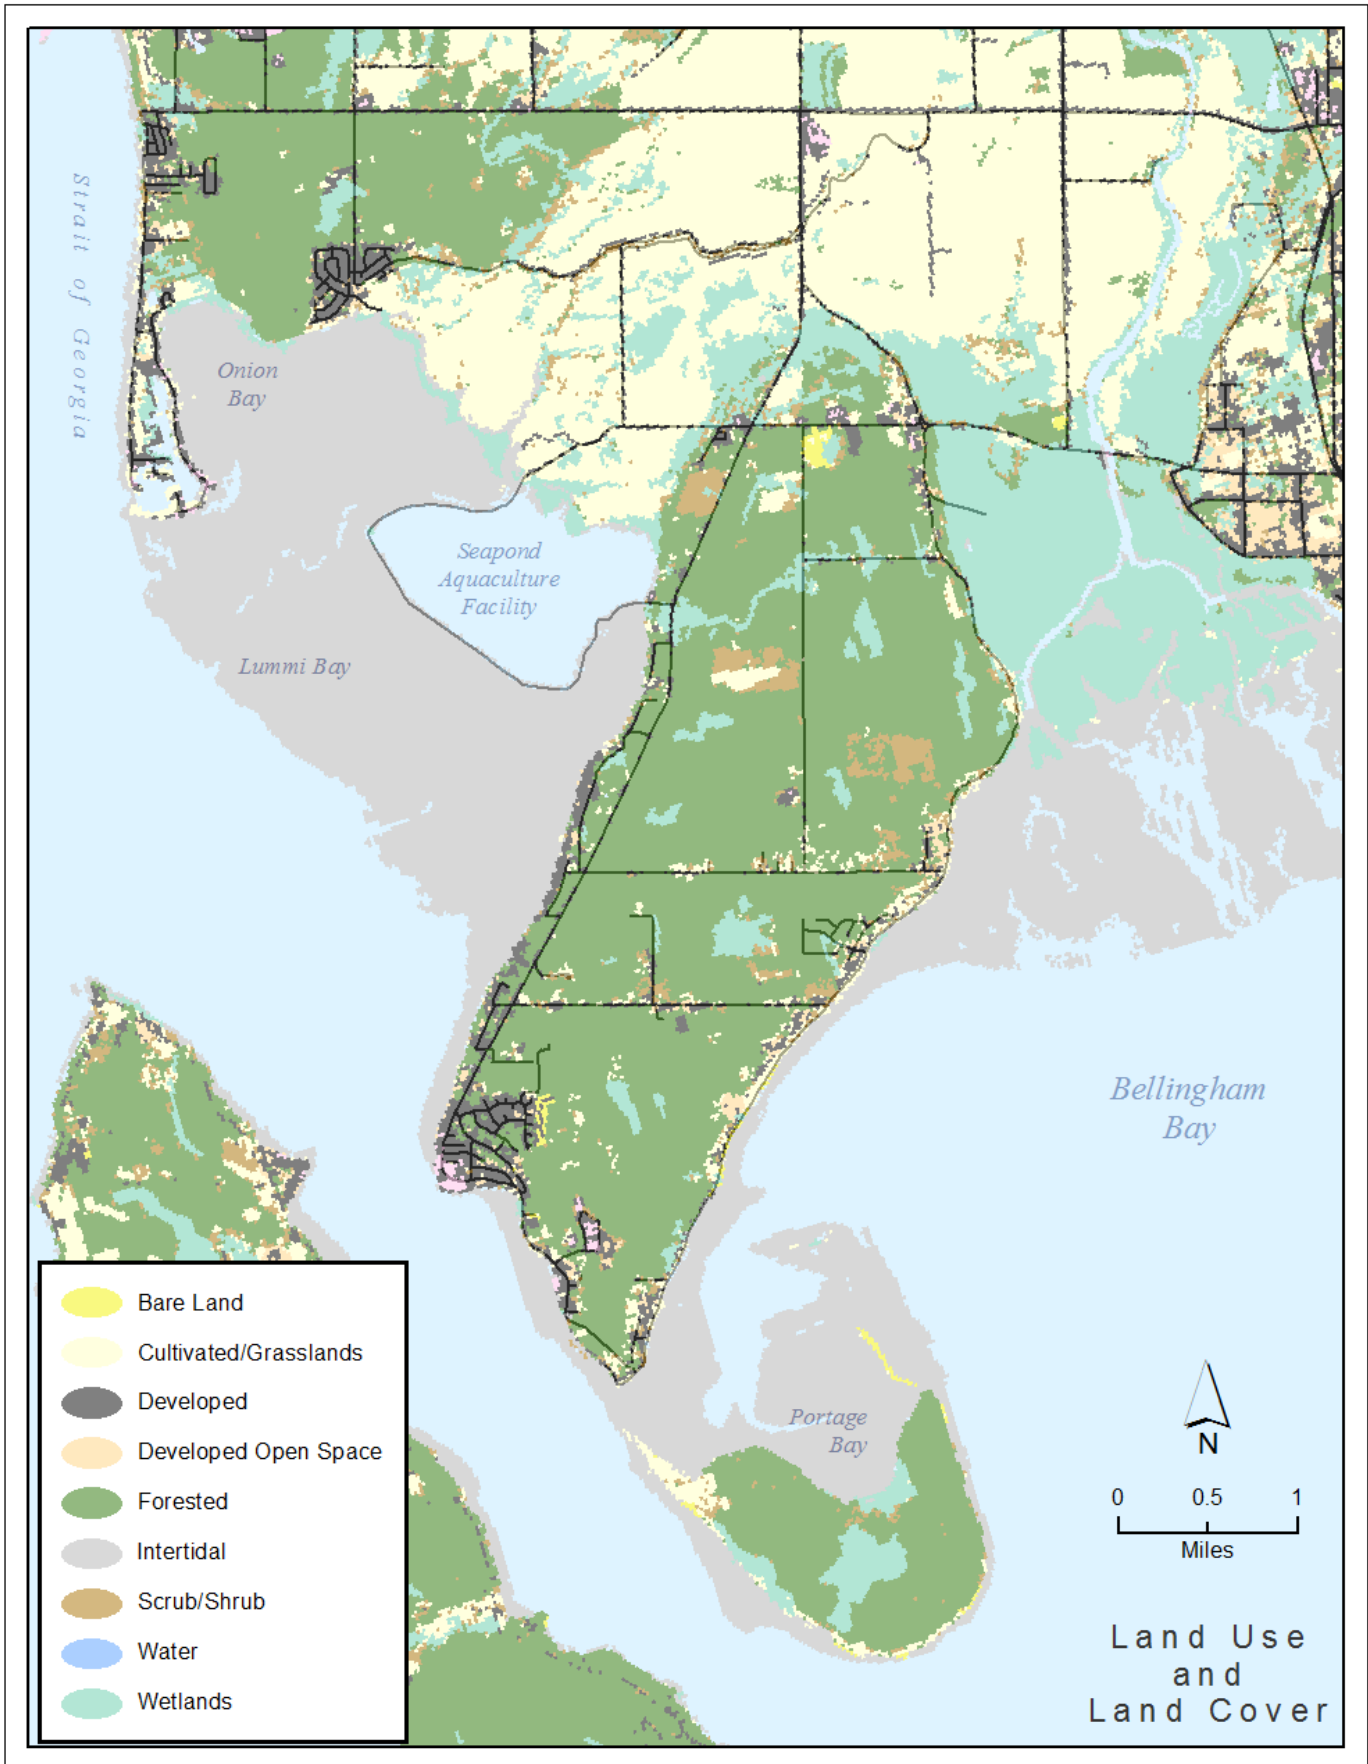 Strait of Georgia
Onion
Bay
Seapond
Aquaculture
Facility
Lummi Bay
Bellingham
Bay
Portage
Bay
Bare Land
Cultivated/Grasslands
Developed
Developed Open Space
Forested
Intertidal
Scrub/Shrub
Water
Wetlands
N
0 0.5 1
Miles
Land Use
and
Land Cover